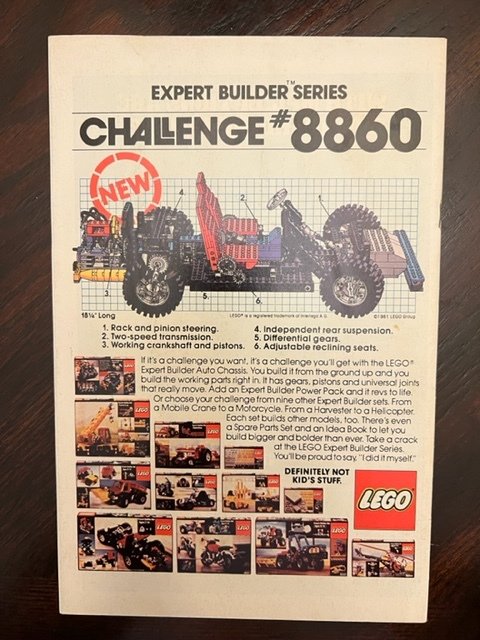 EXPERT BUILDER™ SERIES
CHALLENGE #8860
NEW
4.
2.
1.
3.
5.
6.
18¼" Long
LEGO® is a registered trademark of Interlego A.G.
©1981 LEGO Group
1. Rack and pinion steering.
2. Two-speed transmission.
3. Working crankshaft and pistons.
4. Independent rear suspension.
5. Differential gears.
6. Adjustable reclining seats.
If it's a challenge you want, it's a challenge you'll get with the LEGO®
Expert Builder Auto Chassis. You build it from the ground up and you
build the working parts right in. It has gears, pistons and universal joints
that really move. Add an Expert Builder Power Pack and it revs to life.
Or choose your challenge from nine other Expert Builder sets. From
a Mobile Crane to a Motorcycle. From a Harvester to a Helicopter.
Each set builds other models, too. There's even
a Spare Parts Set and an Idea Book to let you
build bigger and bolder than ever. Take a crack
at the LEGO Expert Builder Series.
You'll be proud to say, "I did it myself."
DEFINITELY NOT
KID'S STUFF.
LEGO